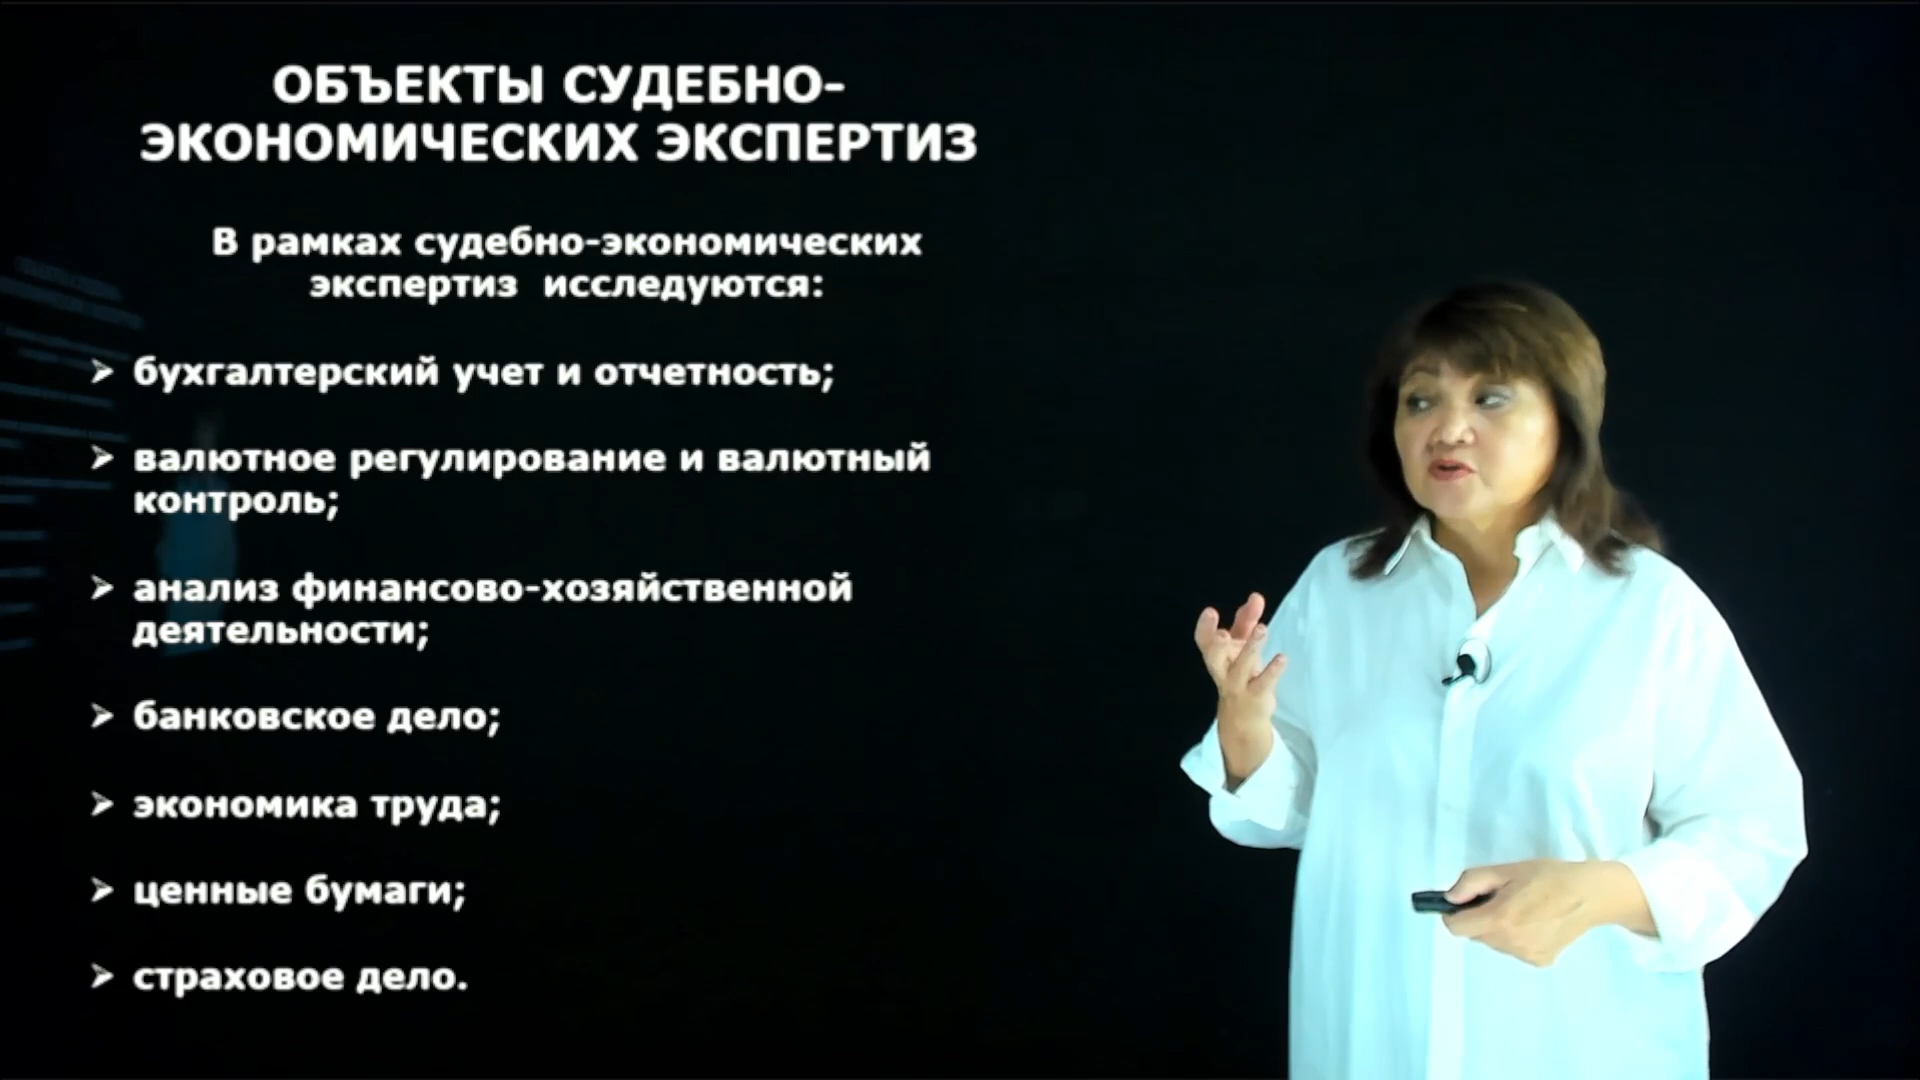 ОБЪЕКТЫ СУДЕБНО-
ЭКОНОМИЧЕСКИХ ЭКСПЕРТИЗ
В рамках судебно-экономических
экспертиз исследуются:
➢ бухгалтерский учет и отчетность;
➢ валютное регулирование и валютный
контроль;
➢ анализ финансово-хозяйственной
деятельности;
➢ банковское дело;
➢ экономика труда;
➢ ценные бумаги;
➢ страховое дело.